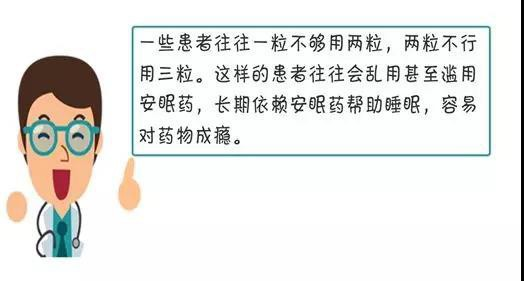 一些患者往往一粒不够用两粒，两粒不行
用三粒。这样的患者往往会乱用甚至滥用
安眠药，长期依赖安眠药帮助睡眠，容易
对药物成瘾。